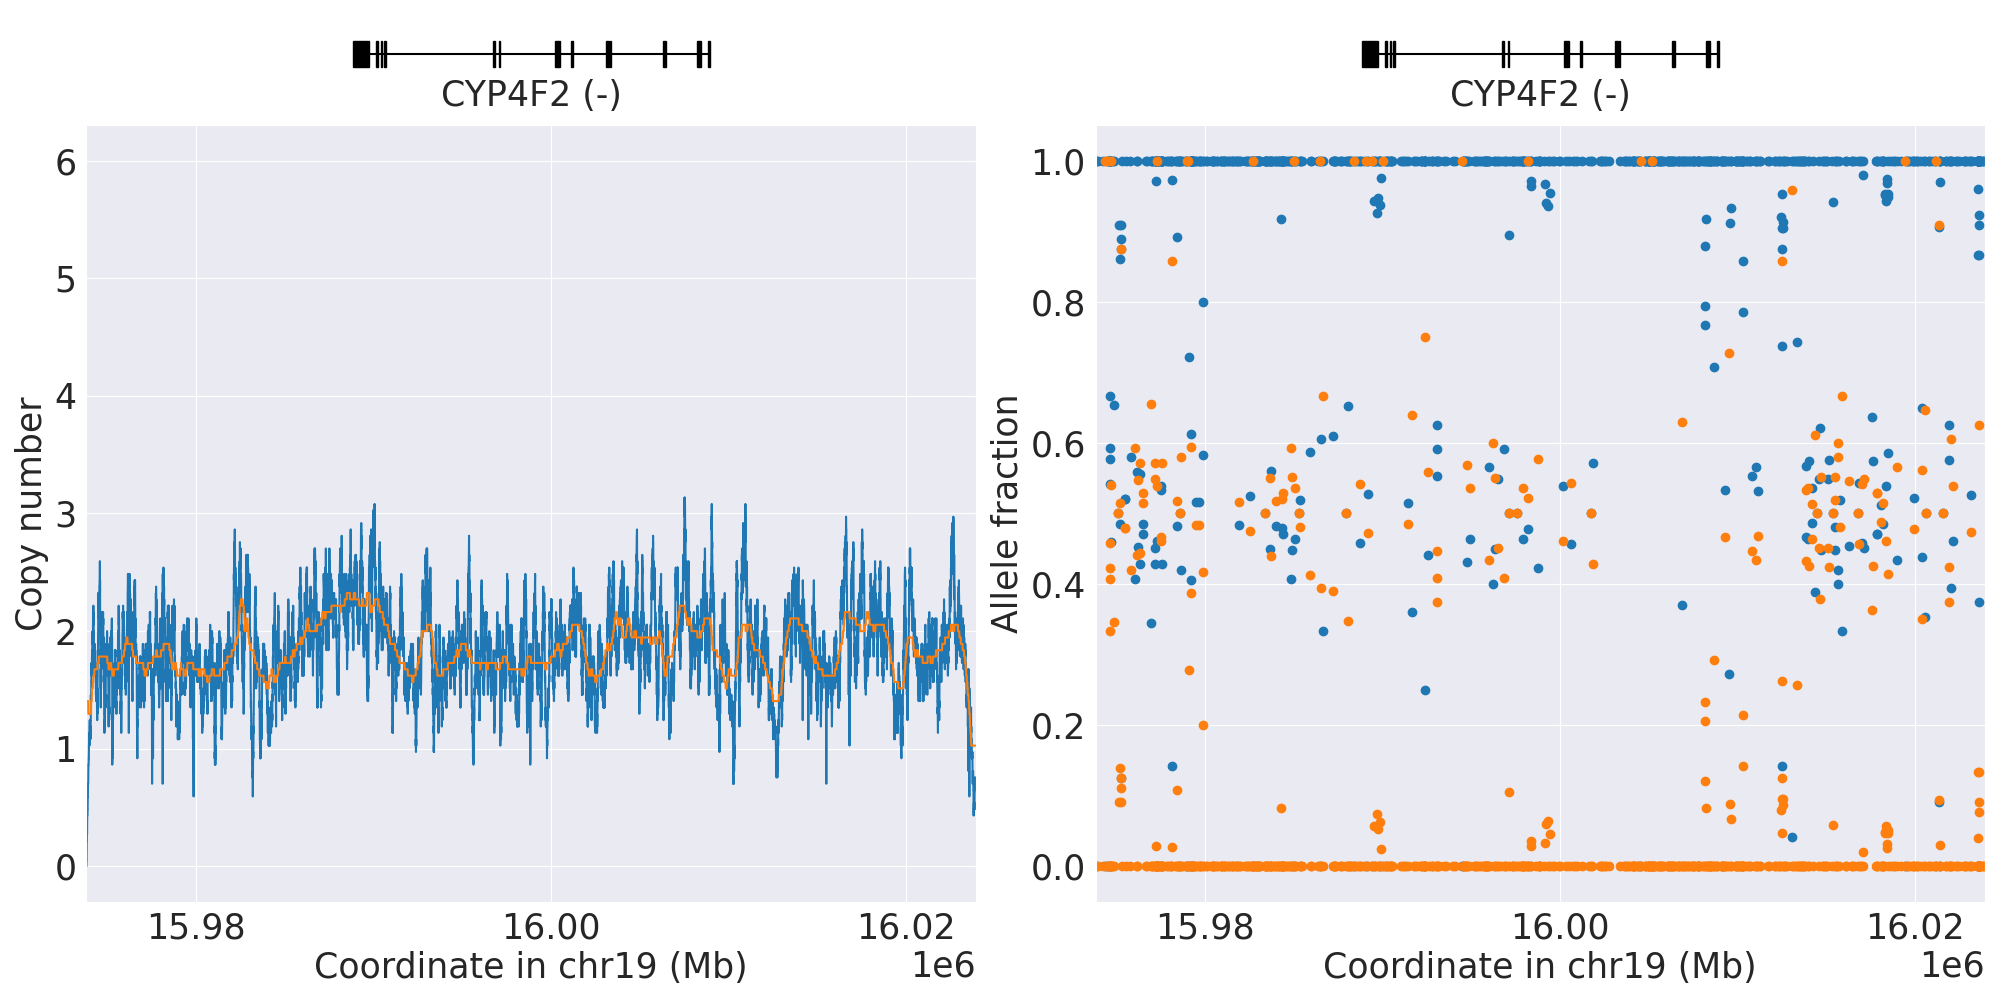 CYP4F2 (-)
CYP4F2 (-)
Copy number
6
5
4
3
2
1
0
15.98
16.00
16.02
Coordinate in chr19 (Mb)
1e6
Allele fraction
1.0
0.8
0.6
0.4
0.2
0.0
15.98
16.00
16.02
Coordinate in chr19 (Mb)
1e6